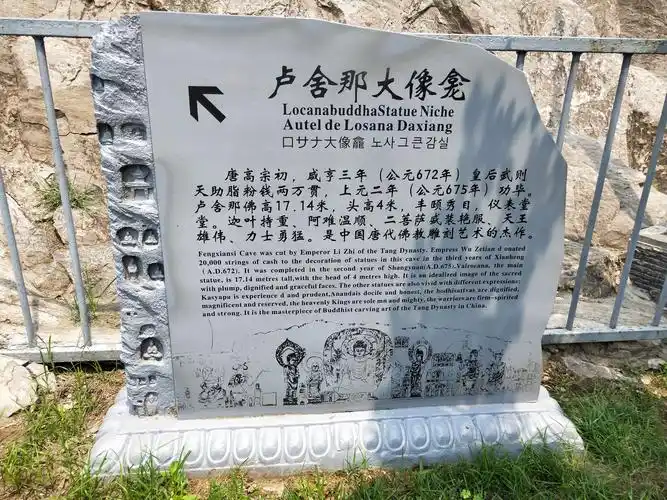 卢舍那大像龛
LocanabuddhaStatue Niche
Autel de Losana Daxiang
口サナ大像龕 노사그큰감실
唐高宗初，咸亨三年（公元672年）皇后武则
天助脂粉钱两万贯，上元二年（公元675年）功毕。
卢舍那佛高17.14米，头高4米，丰颐秀目，仪表堂
堂。迦叶持重、阿难温顺、二菩萨盛装艳服、天王
雄伟、力士勇猛。是中国唐代佛教雕刻艺术的杰作。
Fengxiansi Cave was cut by Emperor Li Zhi of the Tang Dynasty. Empress Wu Zetian d onated
20,000 strings of cash to the decoration of statues in this cave in the third years of Xianheng
(A.D.672). It was completed in the second year of Shangyuan(A.D.675).Vairocana, the main
statue, is 17.14 metres tall,with the head of 4 metres high. It is an idealized image of the sacred
with plump, dignified and graceful faces. The other statues are also vivid with different expressions:
Kasyapa is experience d and prudent,Anandais docile and honest, the bodhisattvas are dignified,
magnificent and reserved, the heavenly Kings are sole mn and mighty, the warriors are firm-spirited
and strong. It is the masterpiece of Buddhist carving art of the Tang Dynasty in China.